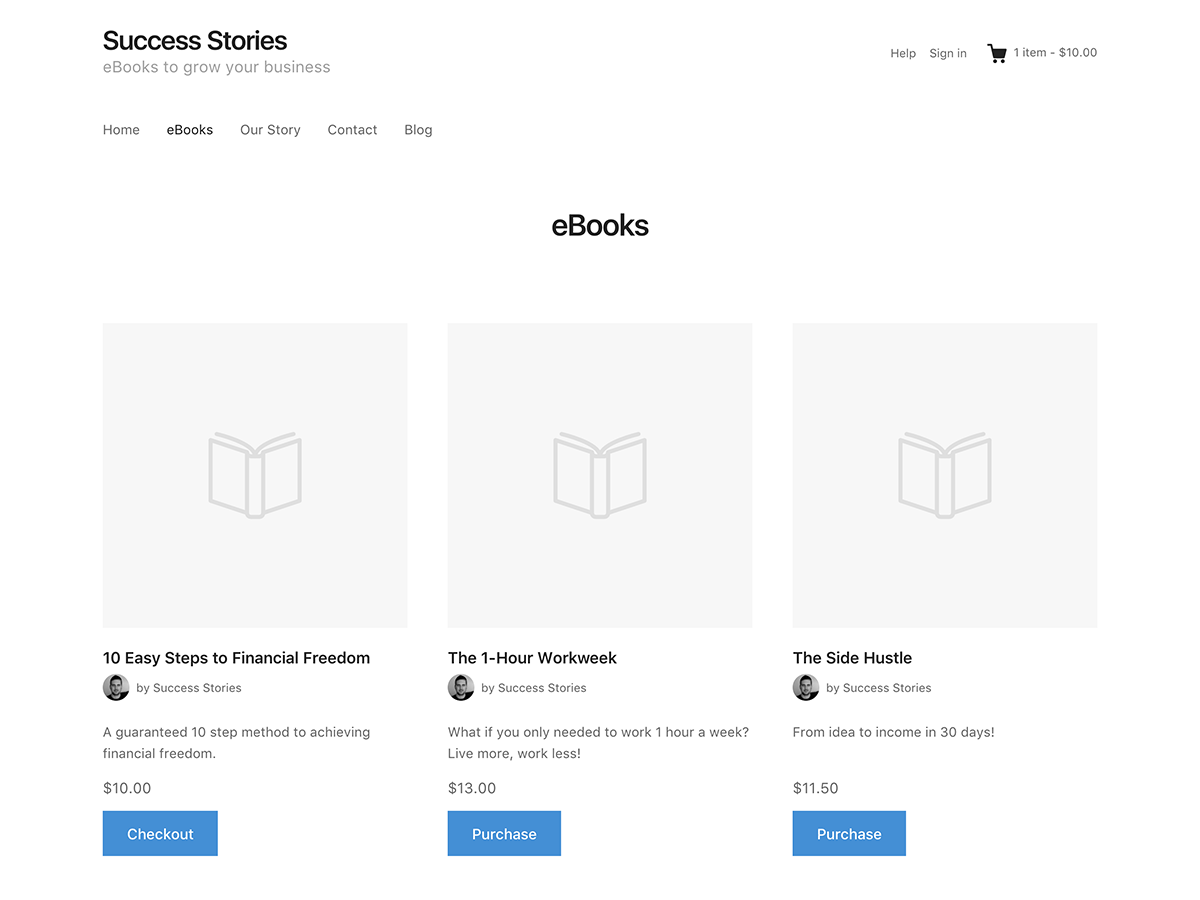 Success Stories
eBooks to grow your business
Help Sign in 1 item - $10.00
Home eBooks Our Story Contact Blog
eBooks
10 Easy Steps to Financial Freedom
by Success Stories
A guaranteed 10 step method to achieving
financial freedom.
$10.00
Checkout
The 1-Hour Workweek
by Success Stories
What if you only needed to work 1 hour a week?
Live more, work less!
$13.00
Purchase
The Side Hustle
by Success Stories
From idea to income in 30 days!
$11.50
Purchase